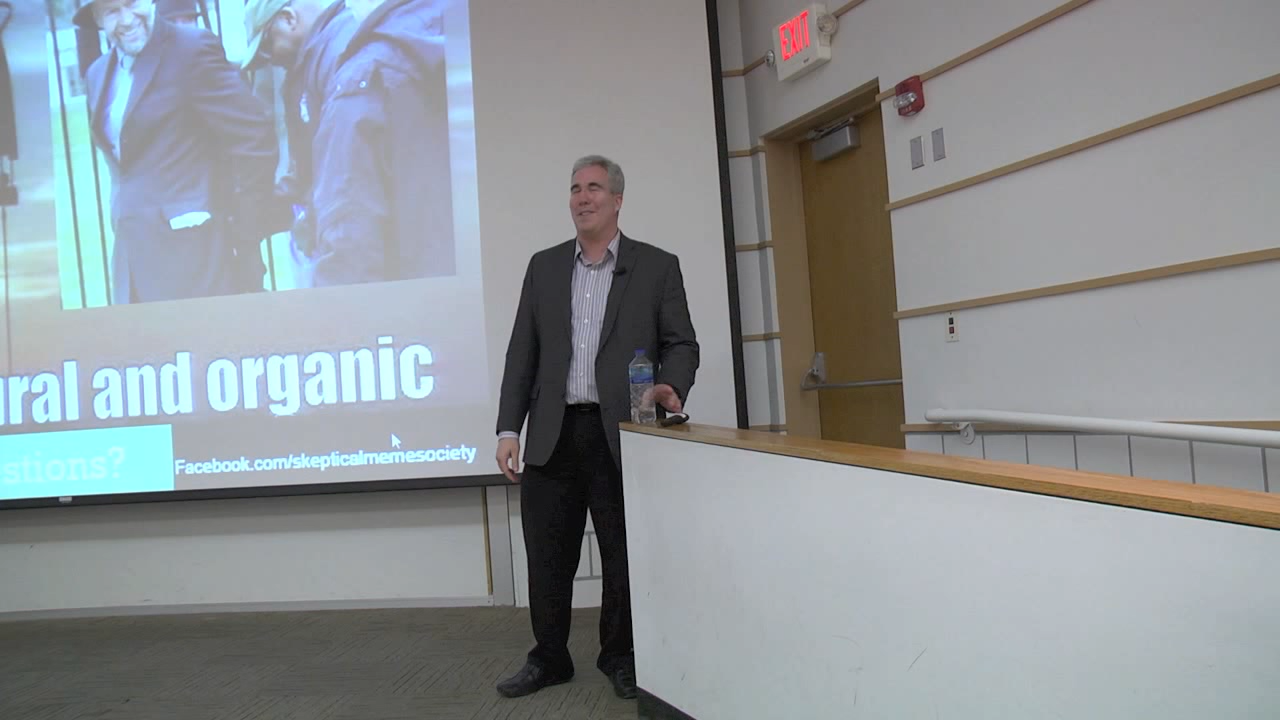 EXIT
ural and organic
stions?
Facebook.com/skepticalmemesociety